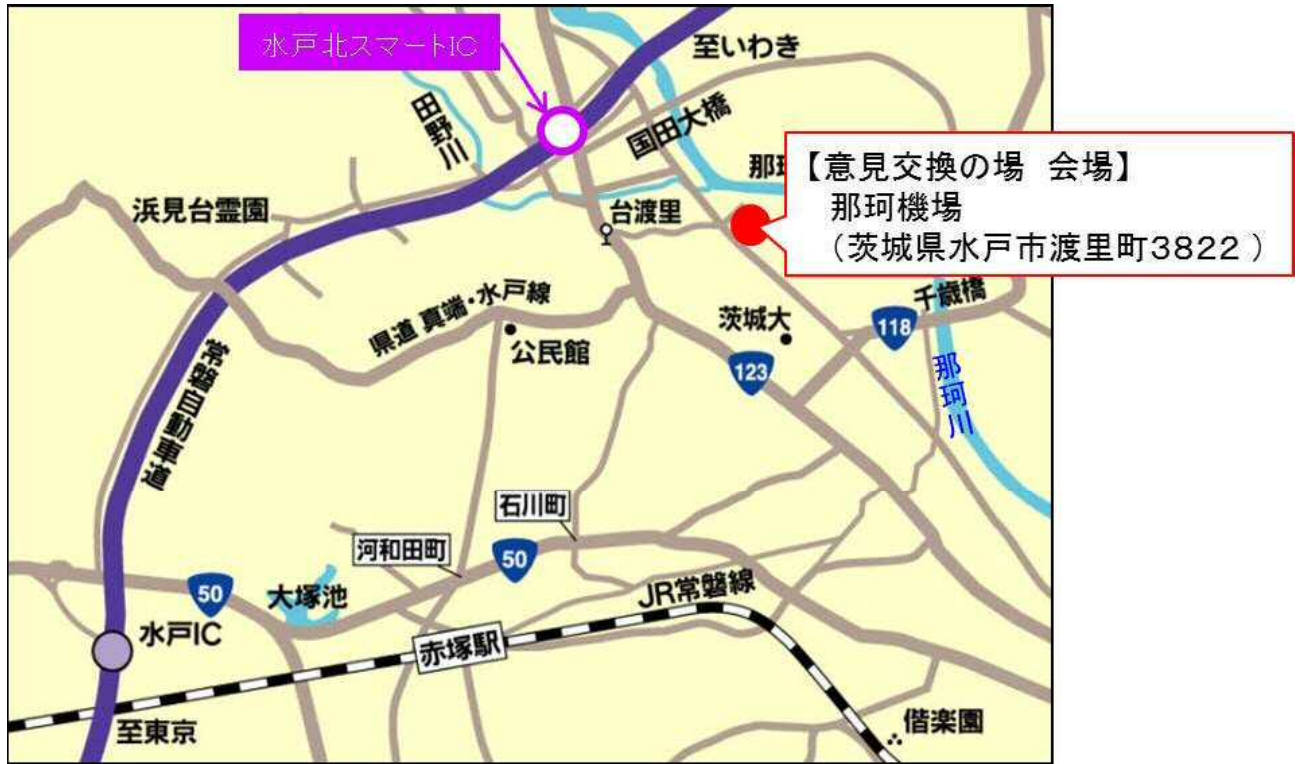 水戸北スマートIC
至いわき
田野川
国田大橋
【意見交換の場 会場】
那珂機場
（茨城県水戸市渡里町3822）
浜見台霊園
台渡里
千歳橋
県道 真端・水戸線
茨城大
118
公民館
123
那珂川
常磐自動車道
石川町
河和田町
50
50
大塚池
JR常磐線
水戸IC
赤塚駅
偕楽園
至東京